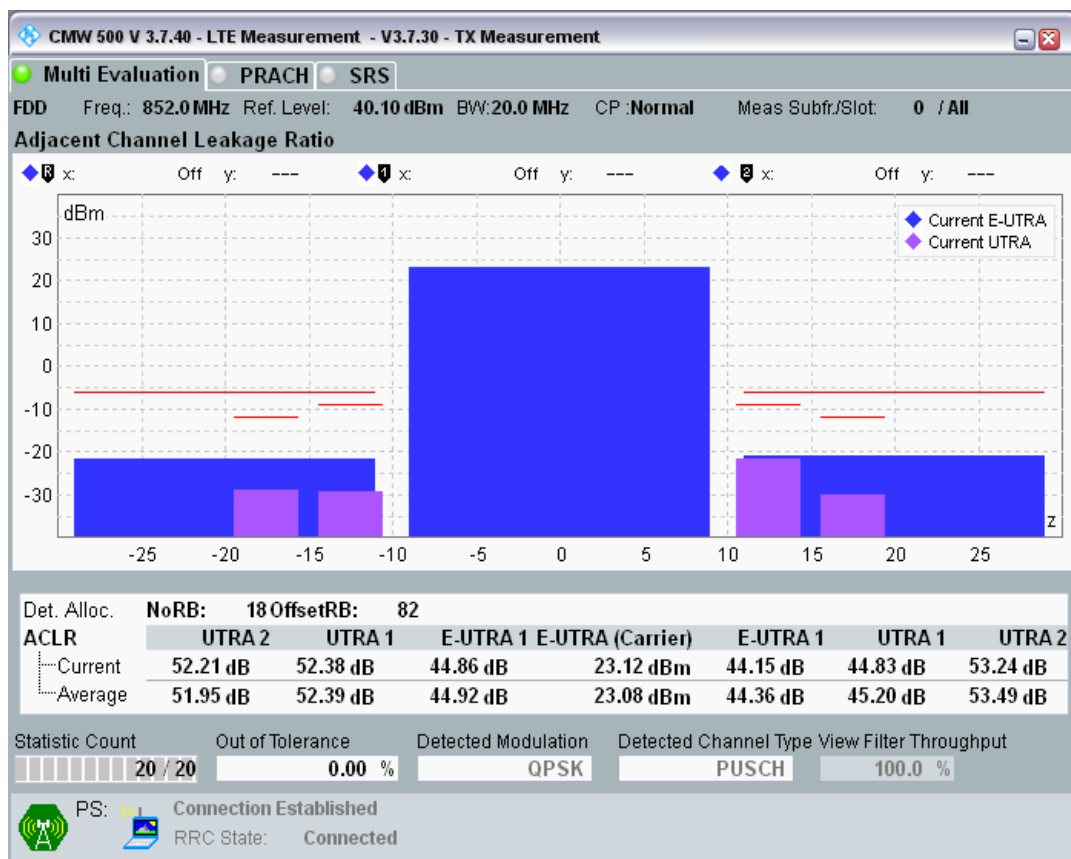 CMW 500 V 3.7.40 - LTE Measurement - V3.7.30 - TX Measurement
Multi Evaluation PRACH SRS
FDD Freq.: 852.0 MHz Ref. Level: 40.10 dBm BW: 20.0 MHz CP :Normal Meas Subfr./Slot: 0 / All
Adjacent Channel Leakage Ratio
R x: Off y: --- 1 x: Off y: --- 2 x: Off y: ---
dBm
Current E-UTRA
Current UTRA
30
20
10
0
-10
-20
-30
z
-25 -20 -15 -10 -5 0 5 10 15 20 25
Det. Alloc. NoRB: 18 OffsetRB: 82
ACLR UTRA 2 UTRA 1 E-UTRA 1 E-UTRA (Carrier) E-UTRA 1 UTRA 1 UTRA 2
Current 52.21 dB 52.38 dB 44.86 dB 23.12 dBm 44.15 dB 44.83 dB 53.24 dB
Average 51.95 dB 52.39 dB 44.92 dB 23.08 dBm 44.36 dB 45.20 dB 53.49 dB
Statistic Count Out of Tolerance Detected Modulation Detected Channel Type View Filter Throughput
20 / 20 0.00 % QPSK PUSCH 100.0 %
PS: Connection Established
RRC State: Connected